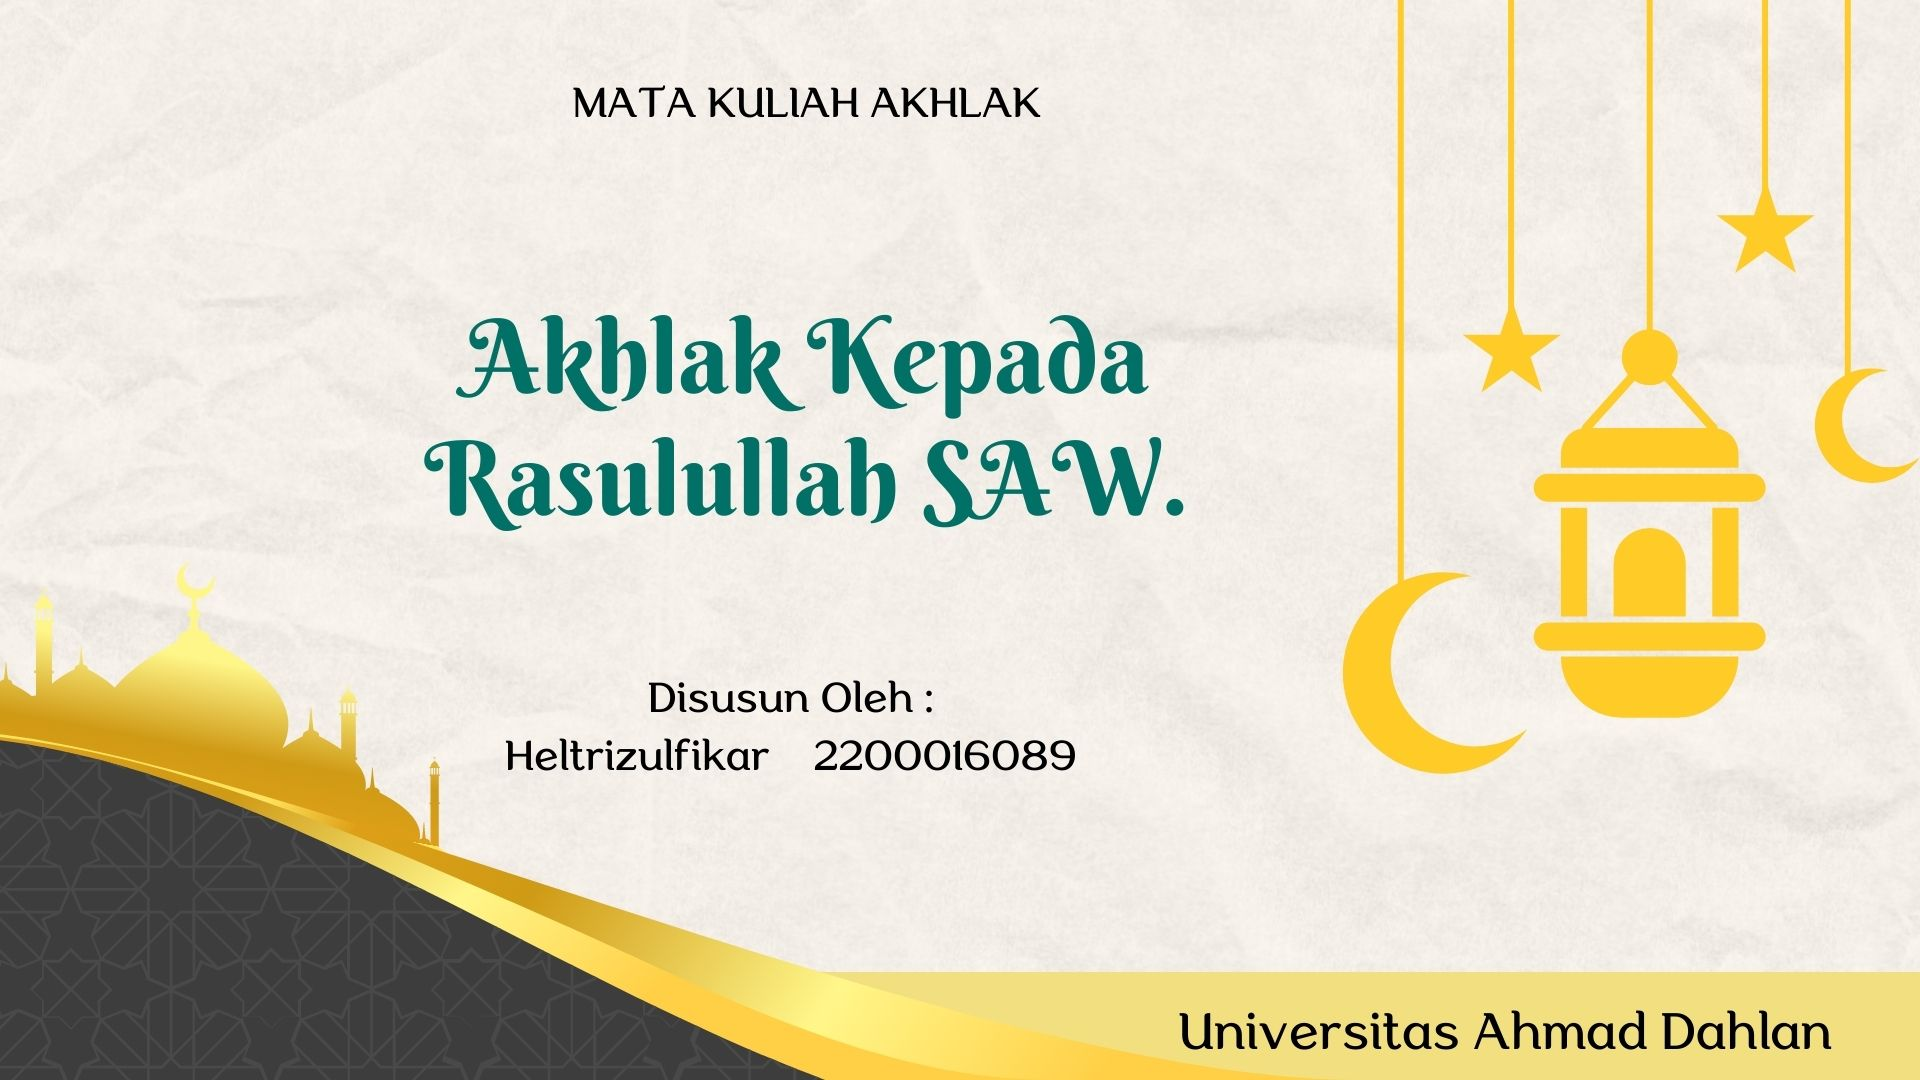 MATA KULIAH AKHLAK
Akhlak Kepada
Rasulullah SAW.
Disusun Oleh :
Heltrizulfikar 2200016089
Universitas Ahmad Dahlan